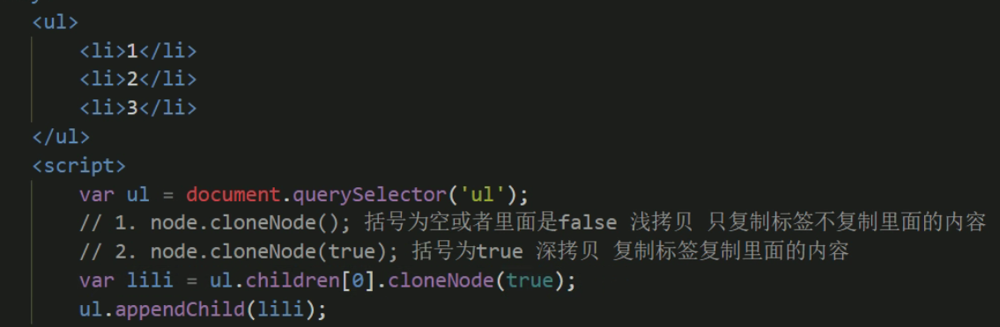 <ul>
<li>1</li>
<li>2</li>
<li>3</li>
</ul>
<script>
var ul = document.querySelector('ul');
// 1. node.cloneNode(); 括号为空或者里面是false 浅拷贝 只复制标签不复制里面的内容
// 2. node.cloneNode(true); 括号为true 深拷贝 复制标签复制里面的内容
var lili = ul.children[0].cloneNode(true);
ul.appendChild(lili);